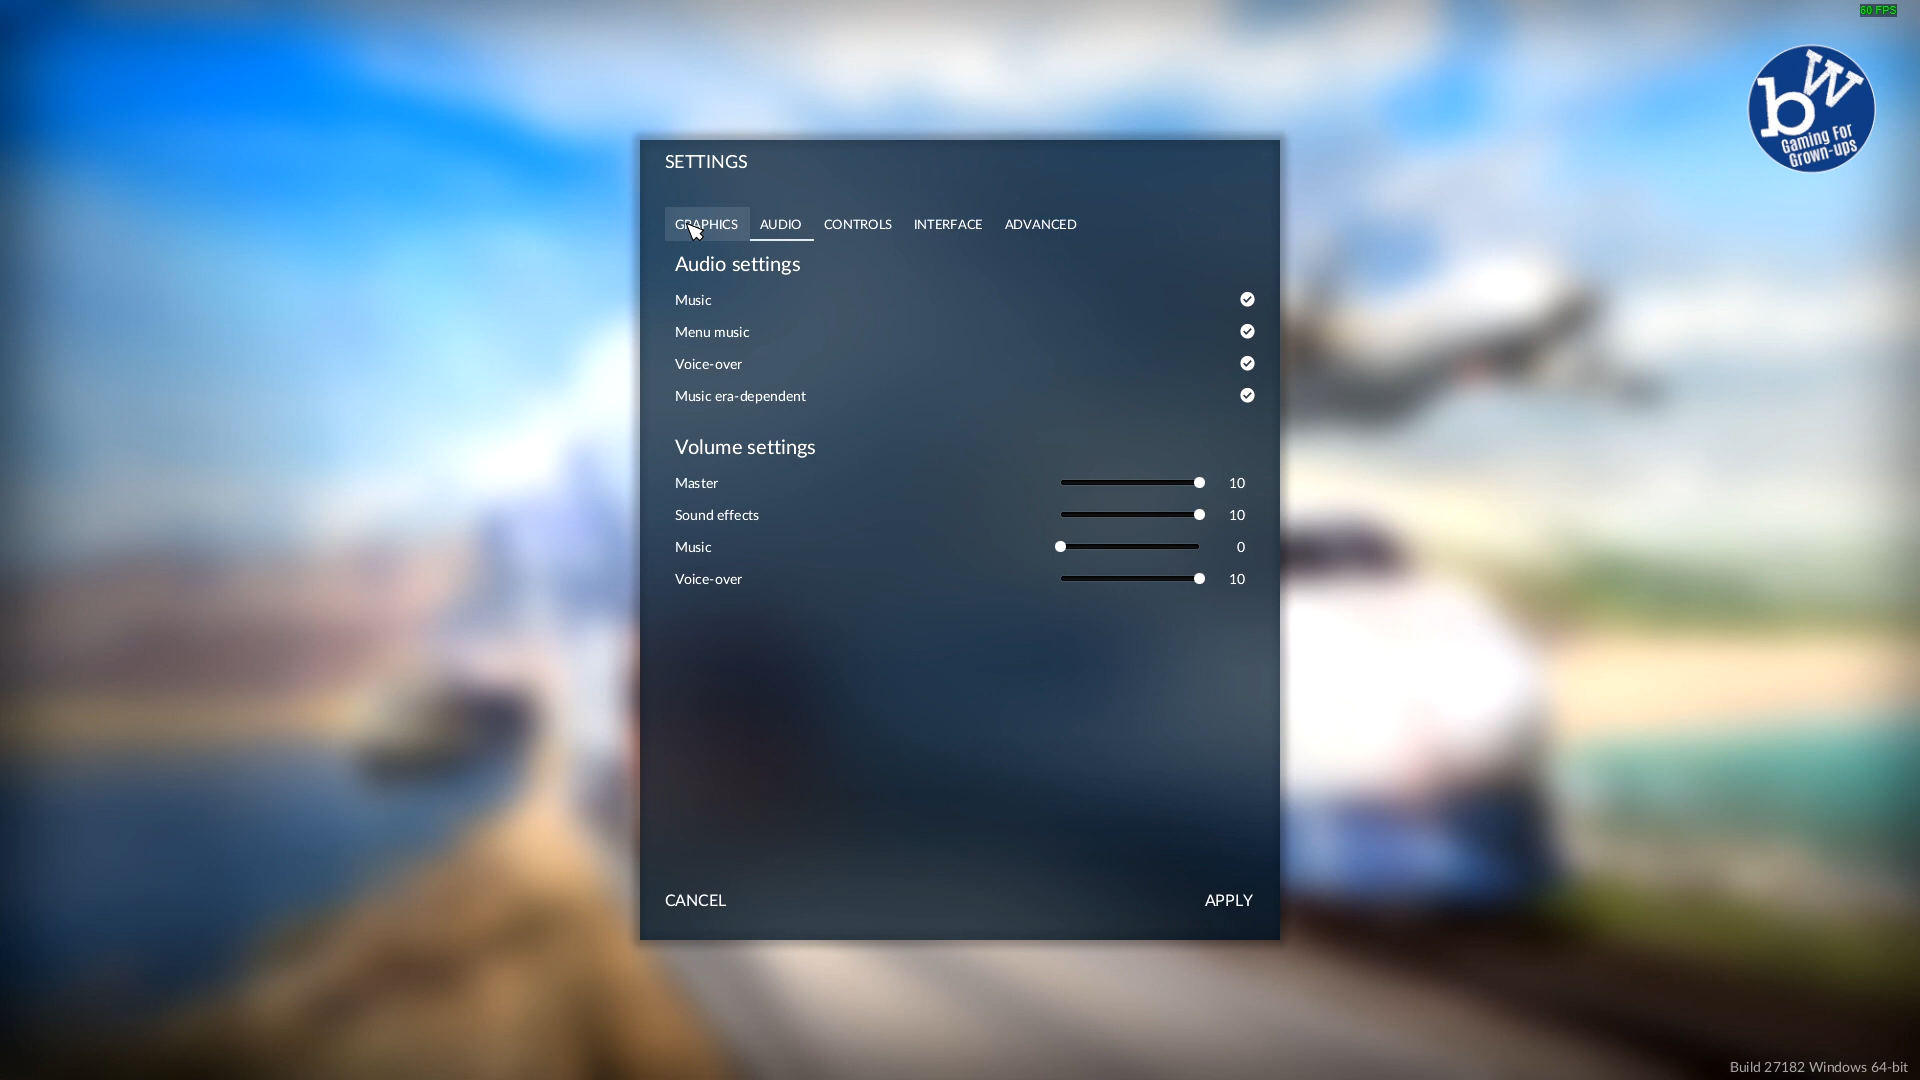 60 FPS
bw
Gaming For
Grown-ups
SETTINGS
GRAPHICS AUDIO CONTROLS INTERFACE ADVANCED
Audio settings
Music
Menu music
Voice-over
Music era-dependent
Volume settings
Master 10
Sound effects 10
Music 0
Voice-over 10
CANCEL APPLY
Build 27182 Windows 64-bit